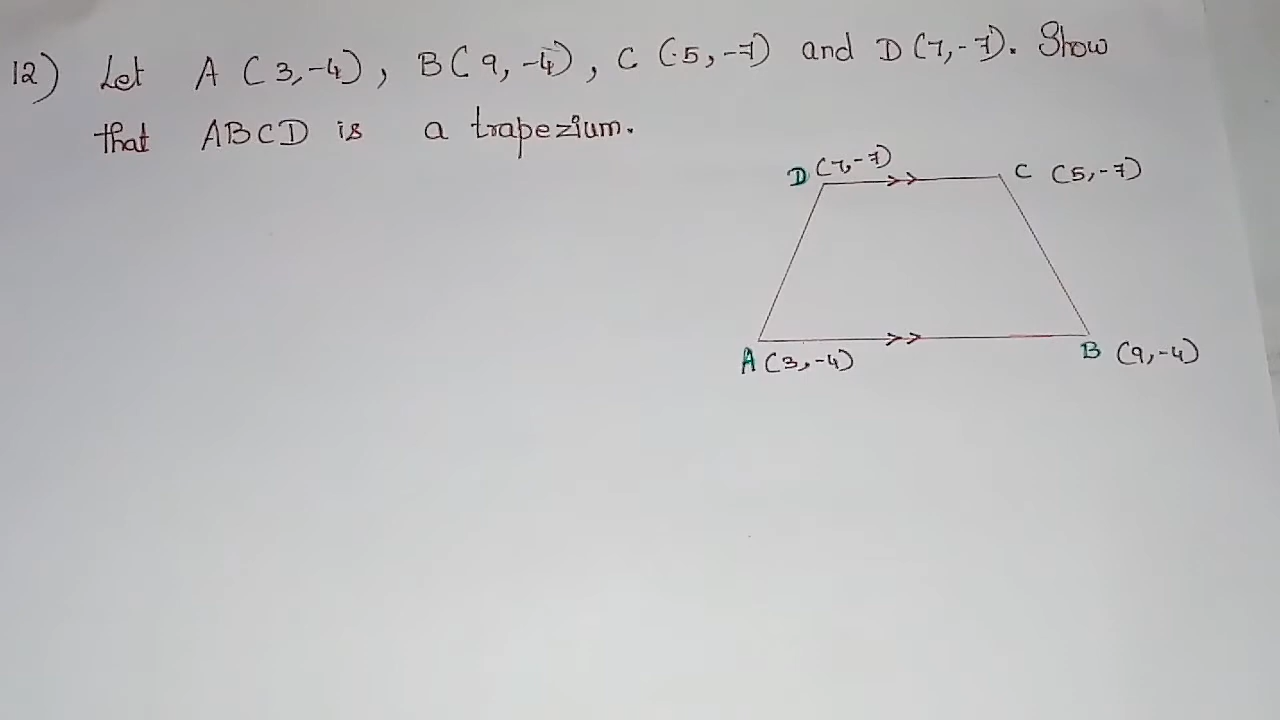 12) Let A (3,-4), B(9,-4), C (5,-7) and D(7,-7). Show
that ABCD is a trapezium.
D (7,-7) C (5,-7)
A (3,-4) B (9,-4)